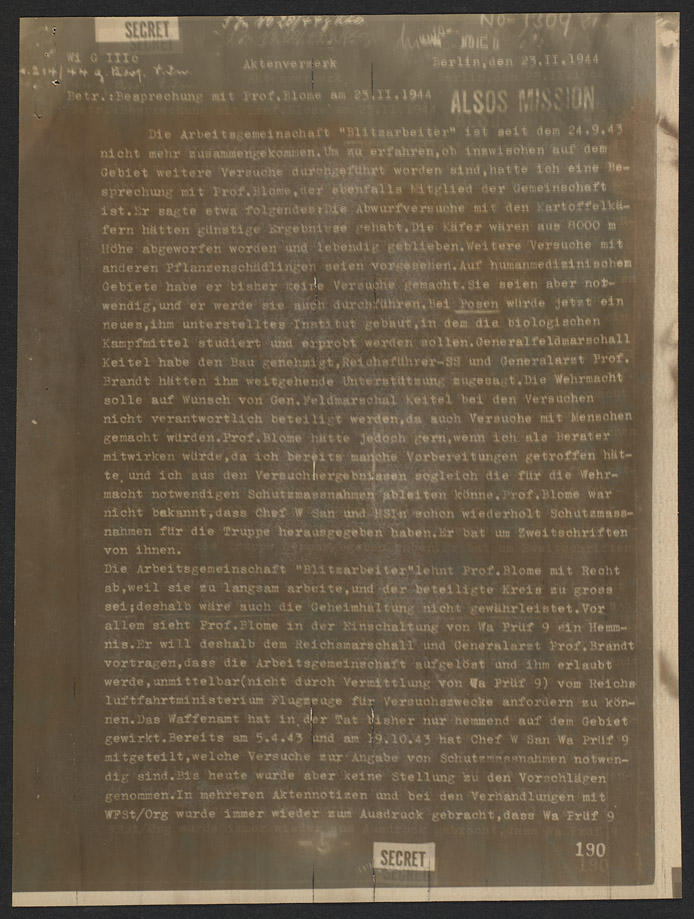 SECRET
NO-1309
Wi G IIIc
Aktenvermerk
Berlin,den 23.II.1944
Betr.:Besprechung mit Prof.Blome am 23.II.1944
ALSOS MISSION
Die Arbeitsgemeinschaft "Blitzarbeiter" ist seit dem 24.9.43
nicht mehr zusammengekommen.Um zu erfahren,ob inzwischen auf dem
Gebiet weitere Versuche durchgeführt worden sind,hatte ich eine Be-
sprechung mit Prof.Blome,der ebenfalls Mitglied der Gemeinschaft
ist.Er sagte etwa folgendes:Die Abwurfversuche mit den Kartoffelkä-
fern hätten günstige Ergebnisse gehabt.Die Käfer wären aus 8000 m
Höhe abgeworfen worden und lebendig geblieben.Weitere Versuche mit
anderen Pflanzenschädlingen seien vorgesehen.Auf humanmedizinischem
Gebiete habe er bisher keine Versuche gemacht.Sie seien aber not-
wendig,und er werde sie auch durchführen.Bei Posen würde jetzt ein
neues,ihm unterstelltes Institut gebaut,in dem die biologischen
Kampfmittel studiert und erprobt werden sollen.Generalfeldmarschall
Keitel habe den Bau genehmigt,Reichsführer-SS und Generalarzt Prof.
Brandt hätten ihm weitgehende Unterstützung zugesagt.Die Wehrmacht
solle auf Wunsch von Gen.Feldmarschal Keitel bei den Versuchen
nicht verantwortlich beteiligt werden,da auch Versuche mit Menschen
gemacht würden.Prof.Blome hätte jedoch gern,wenn ich als Berater
mitwirken würde,da ich bereits manche Vorbereitungen getroffen hät-
te und ich aus den Versuchsergebnissen sogleich die für die Wehr-
macht notwendigen Schutzmassnahmen ableiten könne.Prof.Blome war
nicht bekannt,dass Chef W San und HSIn schon wiederholt Schutzmass-
nahmen für die Truppe herausgegeben haben.Er bat um Zweitschriften
von ihnen.
Die Arbeitsgemeinschaft "Blitzarbeiter"lehnt Prof.Blome mit Recht
ab,weil sie zu langsam arbeite,und der beteiligte Kreis zu gross
sei;deshalb wäre auch die Geheimhaltung nicht gewährleistet.Vor
allem sieht Prof.Blome in der Einschaltung von Wa Prüf 9 ein Hemm-
nis.Er will deshalb dem Reichsmarschall und Generalarzt Prof.Brandt
vortragen,dass die Arbeitsgemeinschaft aufgelöst und ihm erlaubt
werde,unmittelbar(nicht durch Vermittlung von Wa Prüf 9) vom Reichs
luftfahrtministerium Flugzeuge für Versuchszwecke anfordern zu kön-
nen.Das Waffenamt hat in der Tat bisher nur hemmend auf dem Gebiet
gewirkt.Bereits am 5.4.43 und am 19.10.43 hat Chef W San Wa Prüf 9
mitgeteilt,welche Versuche zur Angabe von Schutzmassnahmen notwen-
dig sind.Bis heute wurde aber keine Stellung zu den Vorschlägen
genommen.In mehreren Aktennotizen und bei den Verhandlungen mit
WFSt/Org wurde immer wieder zum Ausdruck gebracht,dass Wa Prüf 9
SECRET
190